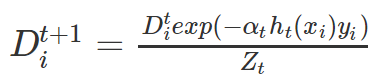 $D_i^{t+1} = \frac{D_i^t exp(-\alpha_t h_t(x_i) y_i)}{Z_t}$